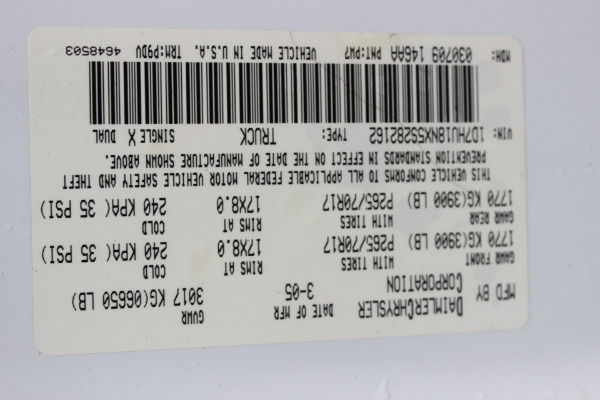 MFD BY DAIMLERCHRYSLER CORPORATION DATE OF MFR 3-05 GVWR 3017 KG(06650 LB)
GAWR FRONT WITH TIRES RIMS AT COLD
1770 KG(3900 LB) P265/70R17 17X8.0 240 KPA( 35 PSI)
GAWR REAR WITH TIRES RIMS AT COLD
1770 KG(3900 LB) P265/70R17 17X8.0 240 KPA( 35 PSI)
THIS VEHICLE CONFORMS TO ALL APPLICABLE FEDERAL MOTOR VEHICLE SAFETY AND THEFT
PREVENTION STANDARDS IN EFFECT ON THE DATE OF MANUFACTURE SHOWN ABOVE.
VIN: 1D7HU18NX5S282162 TYPE: TRUCK SINGLE X DUAL
MDH: 030709 146AA PNT:PW7 VEHICLE MADE IN U.S.A. TRM:P9DV 4648503